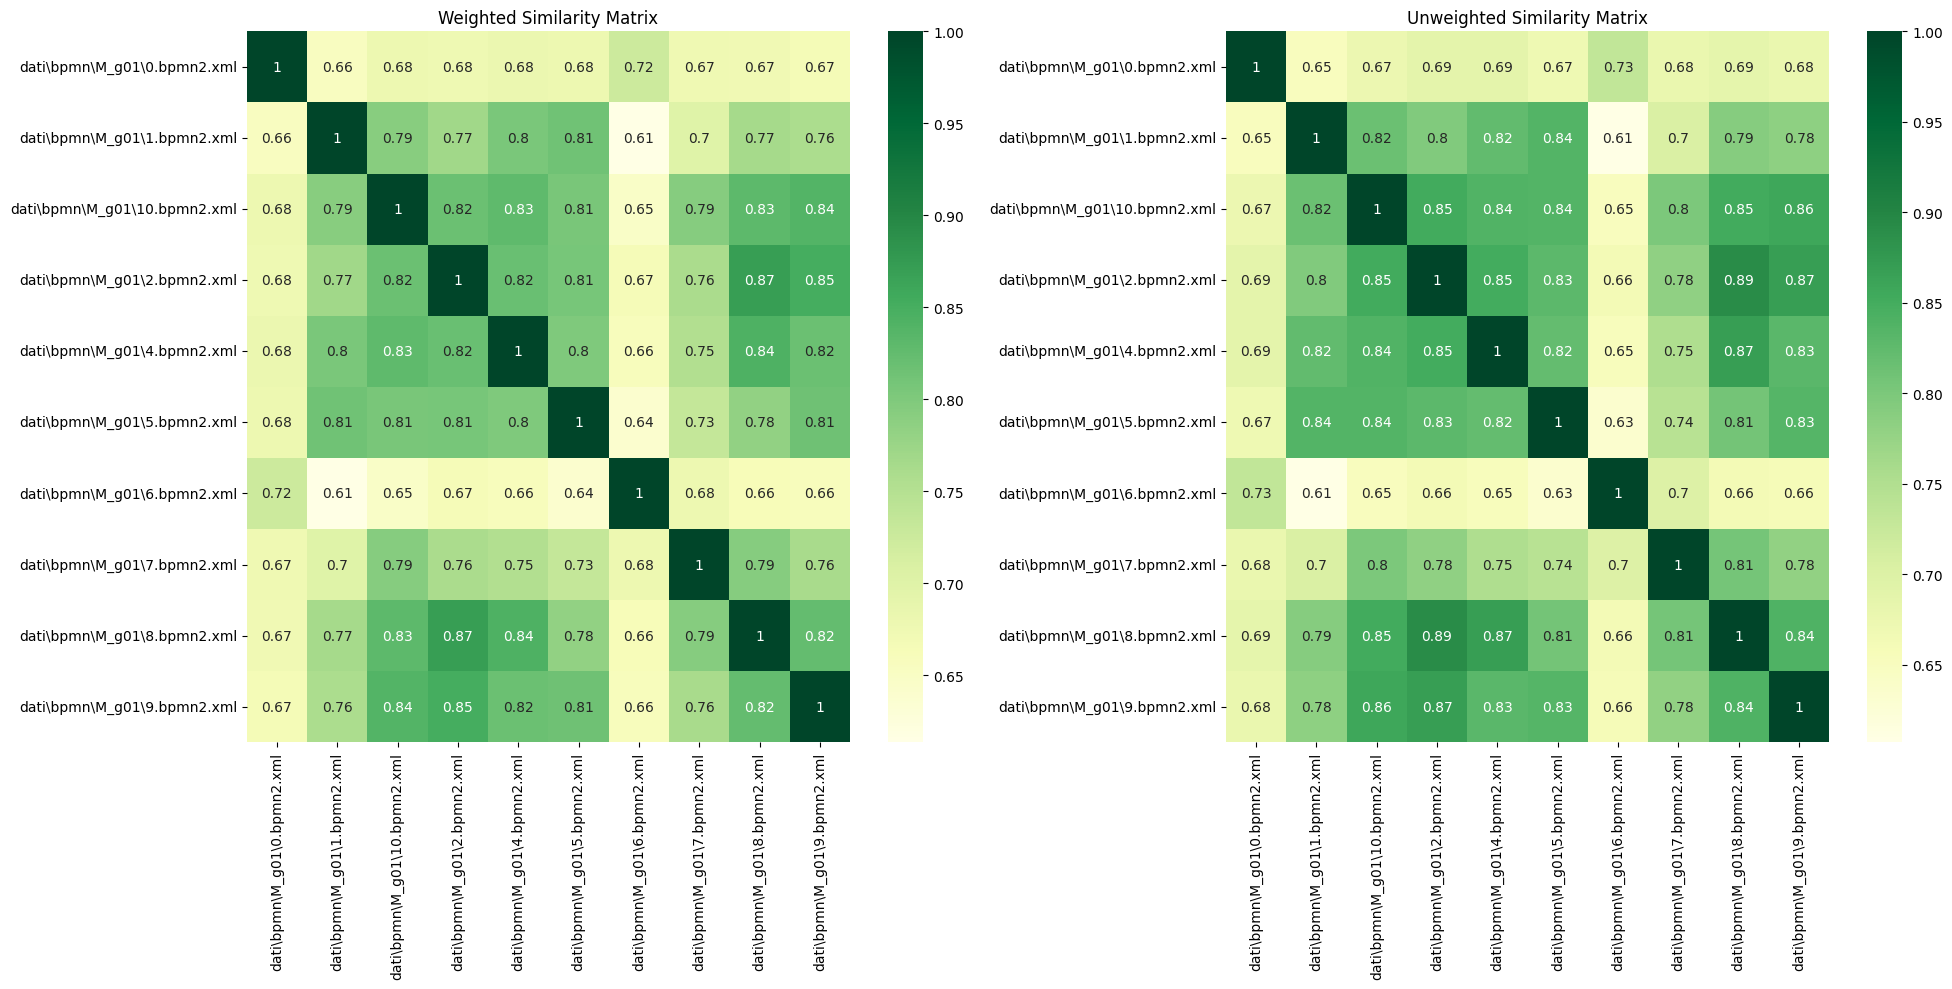 Weighted Similarity Matrix
dati\bpmn\M_g01\0.bpmn2.xml 1 0.66 0.68 0.68 0.68 0.68 0.72 0.67 0.67 0.67
dati\bpmn\M_g01\1.bpmn2.xml 0.66 1 0.79 0.77 0.8 0.81 0.61 0.7 0.77 0.76
dati\bpmn\M_g01\10.bpmn2.xml 0.68 0.79 1 0.82 0.83 0.81 0.65 0.79 0.83 0.84
dati\bpmn\M_g01\2.bpmn2.xml 0.68 0.77 0.82 1 0.82 0.81 0.67 0.76 0.87 0.85
dati\bpmn\M_g01\4.bpmn2.xml 0.68 0.8 0.83 0.82 1 0.8 0.66 0.75 0.84 0.82
dati\bpmn\M_g01\5.bpmn2.xml 0.68 0.81 0.81 0.81 0.8 1 0.64 0.73 0.78 0.81
dati\bpmn\M_g01\6.bpmn2.xml 0.72 0.61 0.65 0.67 0.66 0.64 1 0.68 0.66 0.66
dati\bpmn\M_g01\7.bpmn2.xml 0.67 0.7 0.79 0.76 0.75 0.73 0.68 1 0.79 0.76
dati\bpmn\M_g01\8.bpmn2.xml 0.67 0.77 0.83 0.87 0.84 0.78 0.66 0.79 1 0.82
dati\bpmn\M_g01\9.bpmn2.xml 0.67 0.76 0.84 0.85 0.82 0.81 0.66 0.76 0.82 1
dati\bpmn\M_g01\0.bpmn2.xml
dati\bpmn\M_g01\1.bpmn2.xml
dati\bpmn\M_g01\10.bpmn2.xml
dati\bpmn\M_g01\2.bpmn2.xml
dati\bpmn\M_g01\4.bpmn2.xml
dati\bpmn\M_g01\5.bpmn2.xml
dati\bpmn\M_g01\6.bpmn2.xml
dati\bpmn\M_g01\7.bpmn2.xml
dati\bpmn\M_g01\8.bpmn2.xml
dati\bpmn\M_g01\9.bpmn2.xml
1.00
0.95
0.90
0.85
0.80
0.75
0.70
0.65
Unweighted Similarity Matrix
dati\bpmn\M_g01\0.bpmn2.xml 1 0.65 0.67 0.69 0.69 0.67 0.73 0.68 0.69 0.68
dati\bpmn\M_g01\1.bpmn2.xml 0.65 1 0.82 0.8 0.82 0.84 0.61 0.7 0.79 0.78
dati\bpmn\M_g01\10.bpmn2.xml 0.67 0.82 1 0.85 0.84 0.84 0.65 0.8 0.85 0.86
dati\bpmn\M_g01\2.bpmn2.xml 0.69 0.8 0.85 1 0.85 0.83 0.66 0.78 0.89 0.87
dati\bpmn\M_g01\4.bpmn2.xml 0.69 0.82 0.84 0.85 1 0.82 0.65 0.75 0.87 0.83
dati\bpmn\M_g01\5.bpmn2.xml 0.67 0.84 0.84 0.83 0.82 1 0.63 0.74 0.81 0.83
dati\bpmn\M_g01\6.bpmn2.xml 0.73 0.61 0.65 0.66 0.65 0.63 1 0.7 0.66 0.66
dati\bpmn\M_g01\7.bpmn2.xml 0.68 0.7 0.8 0.78 0.75 0.74 0.7 1 0.81 0.78
dati\bpmn\M_g01\8.bpmn2.xml 0.69 0.79 0.85 0.89 0.87 0.81 0.66 0.81 1 0.84
dati\bpmn\M_g01\9.bpmn2.xml 0.68 0.78 0.86 0.87 0.83 0.83 0.66 0.78 0.84 1
dati\bpmn\M_g01\0.bpmn2.xml
dati\bpmn\M_g01\1.bpmn2.xml
dati\bpmn\M_g01\10.bpmn2.xml
dati\bpmn\M_g01\2.bpmn2.xml
dati\bpmn\M_g01\4.bpmn2.xml
dati\bpmn\M_g01\5.bpmn2.xml
dati\bpmn\M_g01\6.bpmn2.xml
dati\bpmn\M_g01\7.bpmn2.xml
dati\bpmn\M_g01\8.bpmn2.xml
dati\bpmn\M_g01\9.bpmn2.xml
1.00
0.95
0.90
0.85
0.80
0.75
0.70
0.65